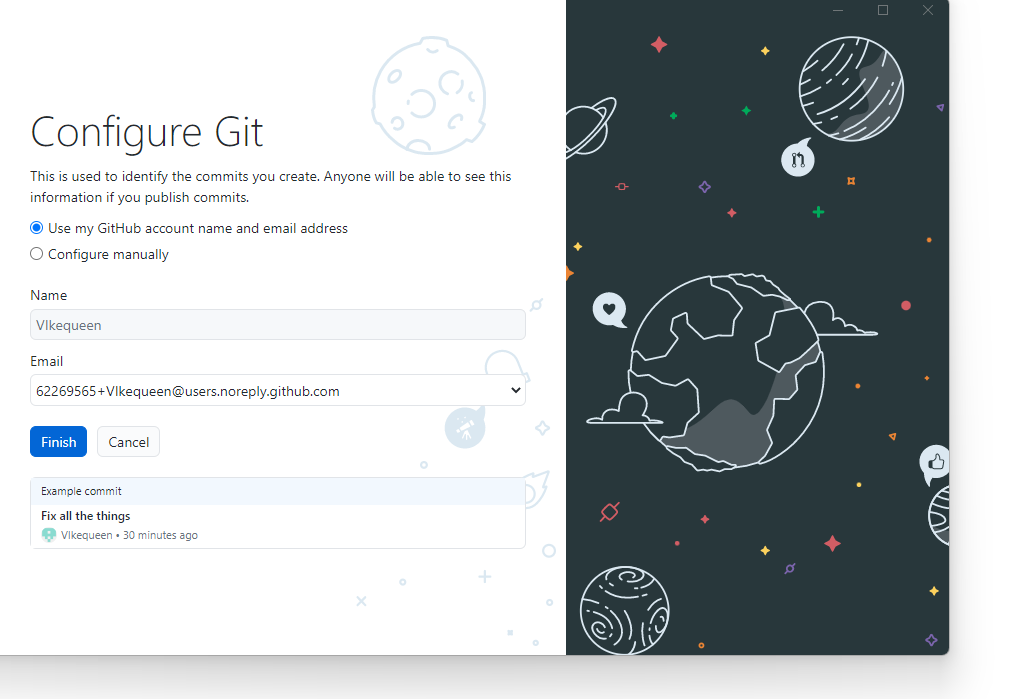 Configure Git
This is used to identify the commits you create. Anyone will be able to see this
information if you publish commits.
Use my GitHub account name and email address
Configure manually
Name
Vlkequeen
Email
62269565+Vlkequeen@users.noreply.github.com
Finish
Cancel
Example commit
Fix all the things
Vlkequeen • 30 minutes ago